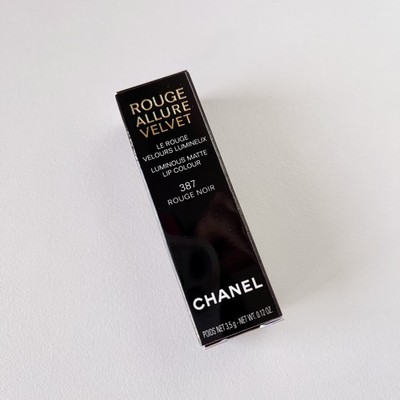 ROUGE
ALLURE
VELVET
LE ROUGE
VELOURS LUMINEUX
LUMINOUS MATTE
LIP COLOUR
387
ROUGE NOIR
CHANEL
POIDS NET 3,5 g - NET WT. 0.12 OZ.